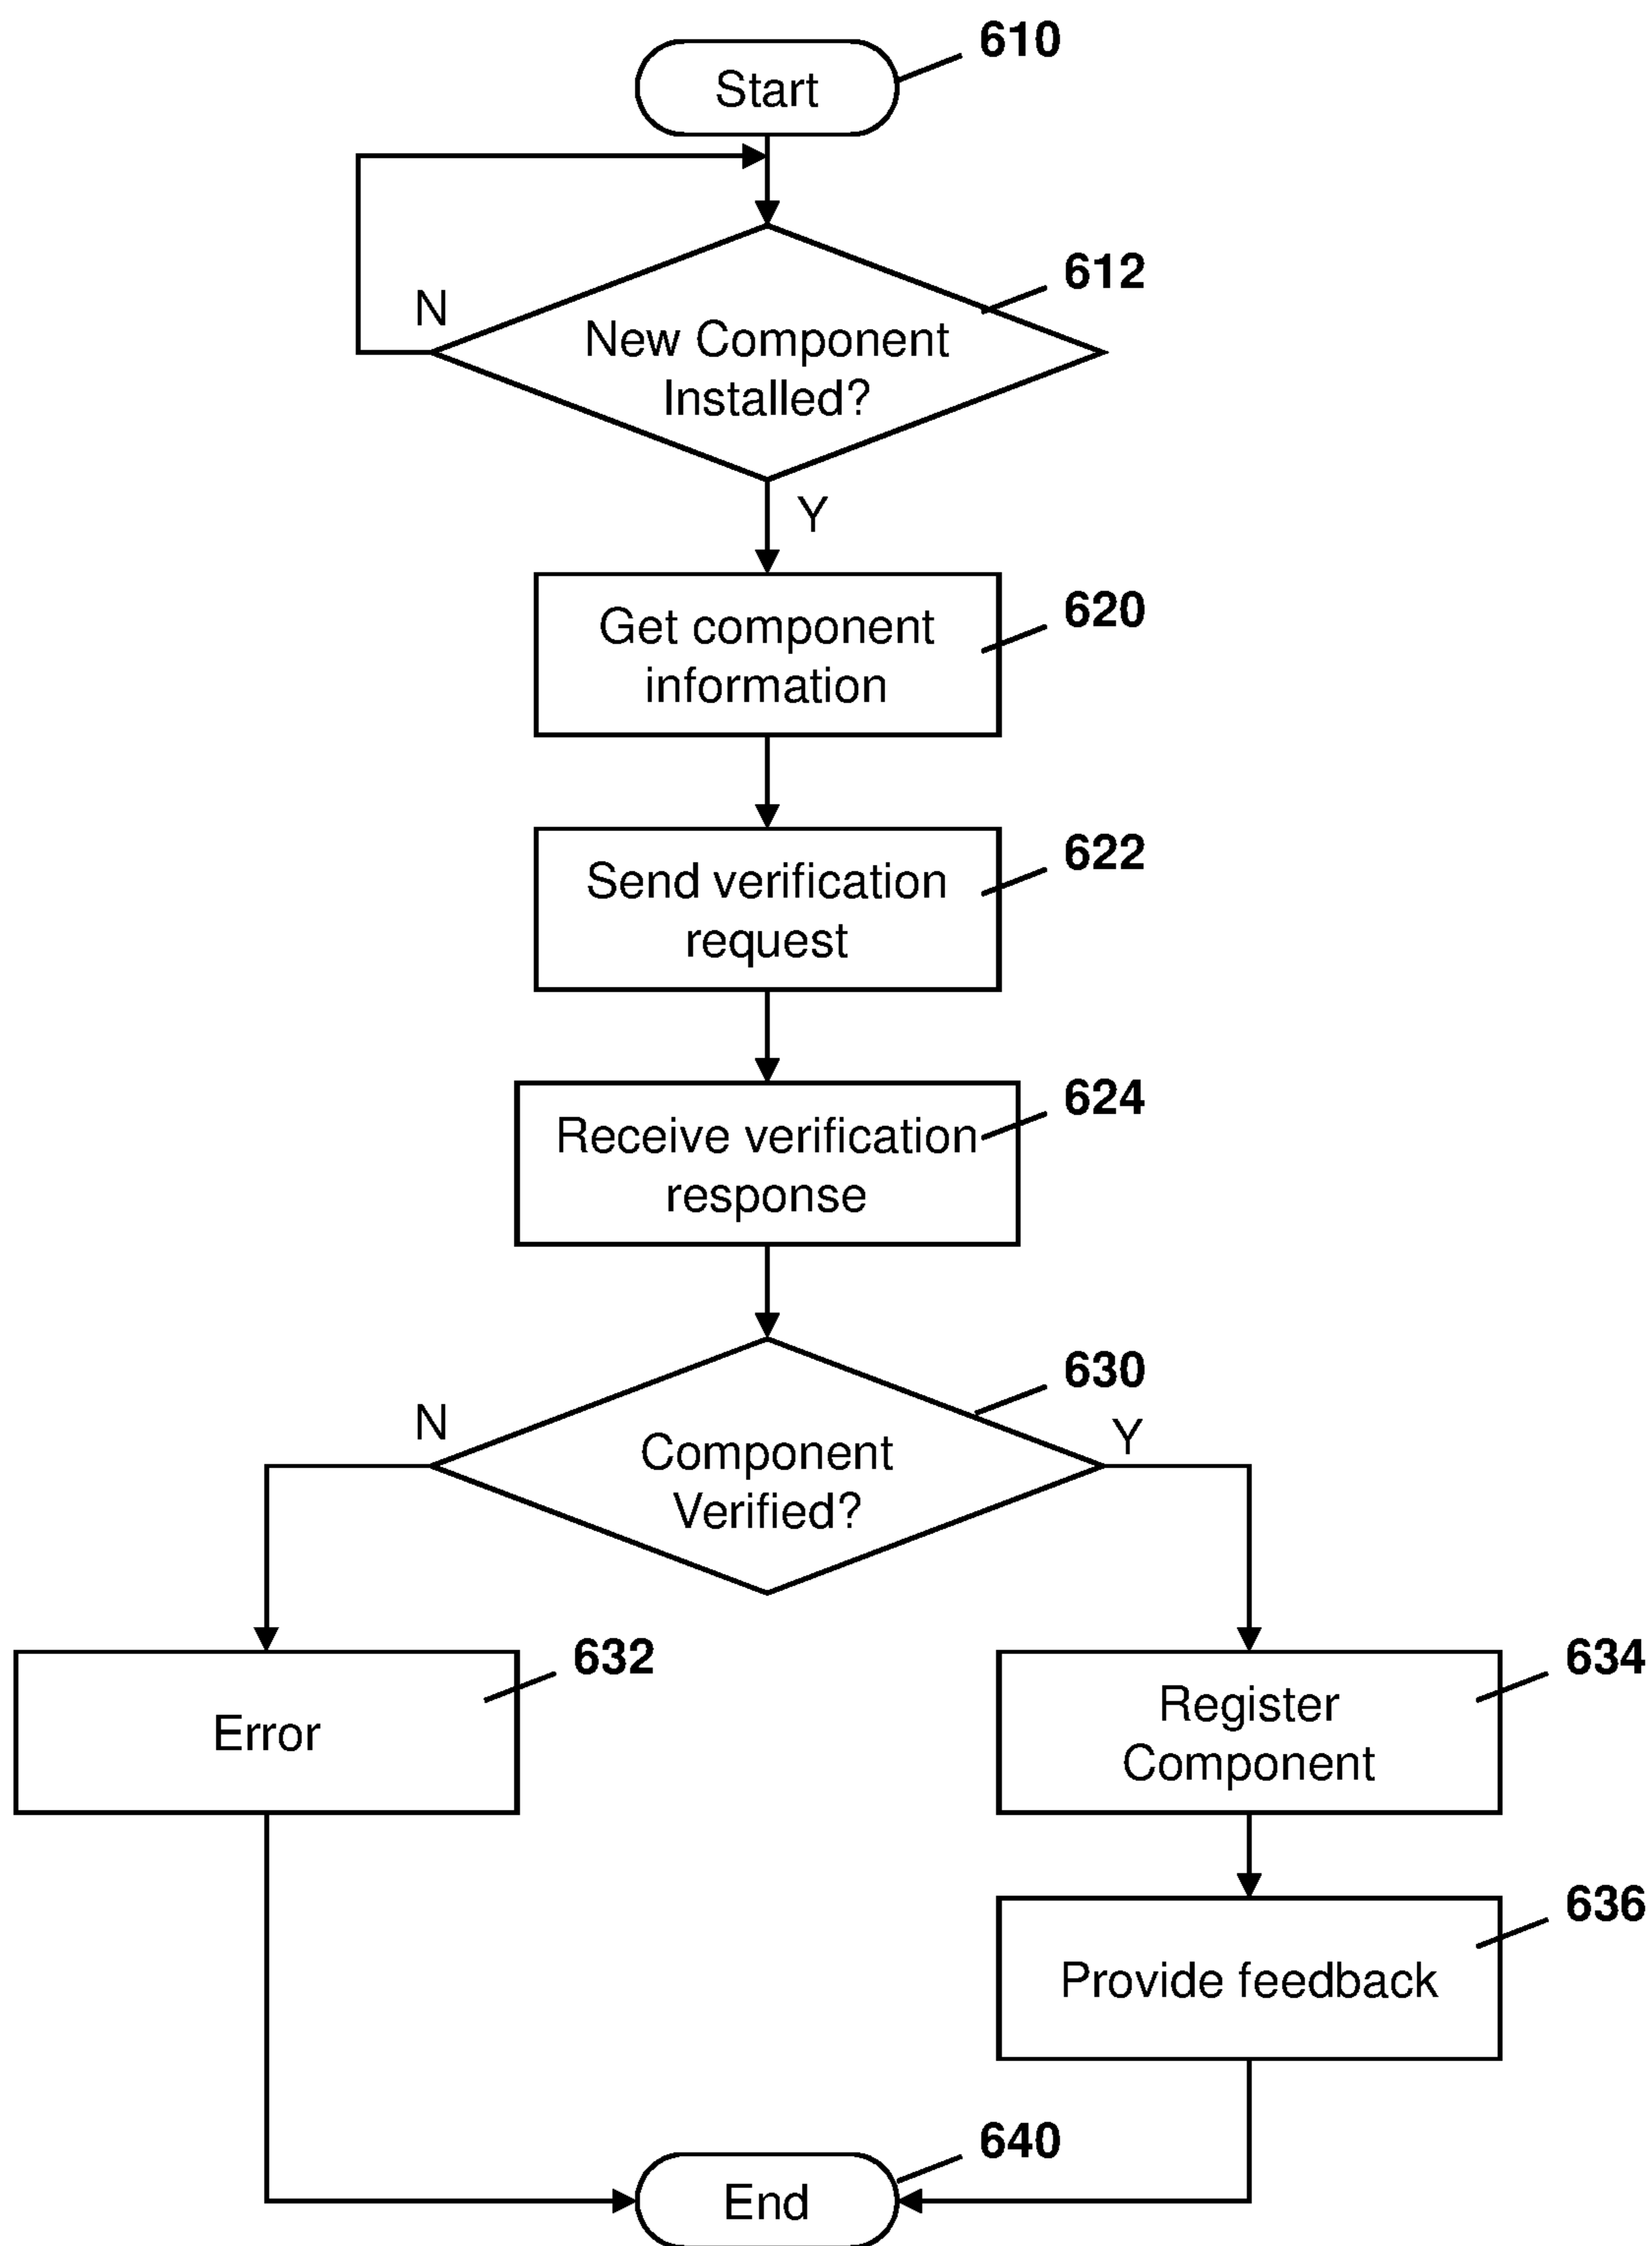 610
Start
612
N
New Component
Installed?
Y
620
Get component
information
622
Send verification
request
624
Receive verification
response
630
N
Y
Component
Verified?
632
634
Error
Register
Component
636
Provide feedback
640
End